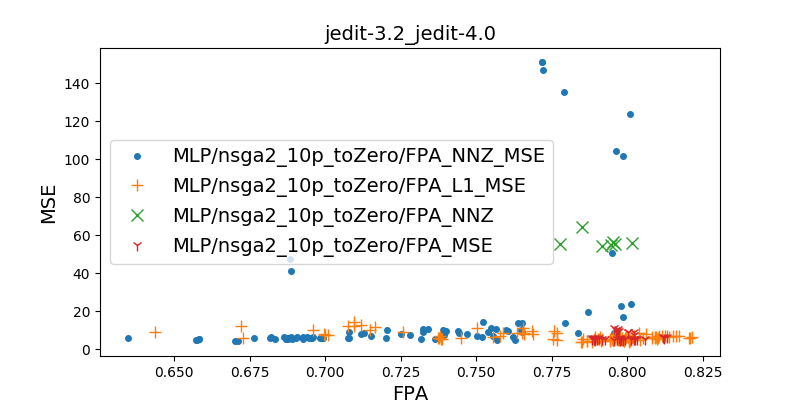 jedit-3.2_jedit-4.0
MSE
140
120
100
80
60
40
20
0
MLP/nsga2_10p_toZero/FPA_NNZ_MSE
MLP/nsga2_10p_toZero/FPA_L1_MSE
MLP/nsga2_10p_toZero/FPA_NNZ
MLP/nsga2_10p_toZero/FPA_MSE
0.650 0.675 0.700 0.725 0.750 0.775 0.800 0.825
FPA